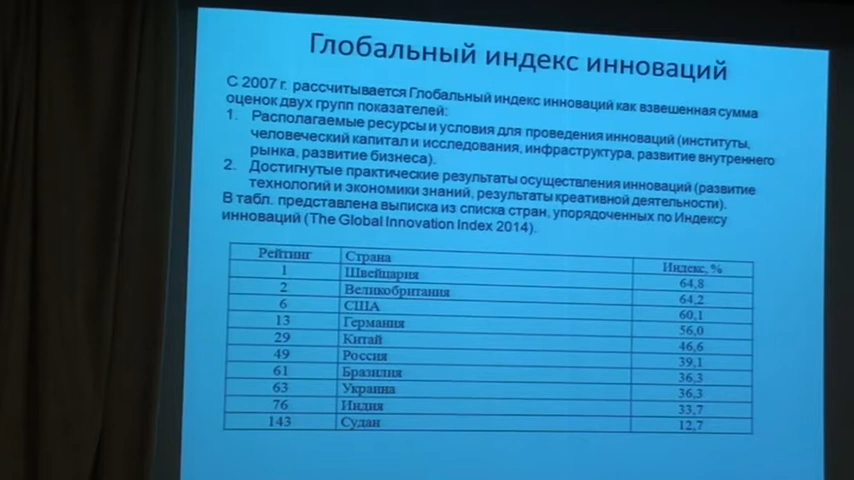 Глобальный индекс инноваций
С 2007 г. рассчитывается Глобальный индекс инноваций как взвешенная сумма
оценок двух групп показателей:
1. Располагаемые ресурсы и условия для проведения инноваций (институты,
человеческий капитал и исследования, инфраструктура, развитие внутреннего
рынка, развитие бизнеса).
2. Достигнутые практические результаты осуществления инноваций (развитие
технологий и экономики знаний, результаты креативной деятельности).
В табл. представлена выписка из списка стран, упорядоченных по Индексу
инноваций (The Global Innovation Index 2014).
Рейтинг Страна Индекс, %
1 Швейцария 64,8
2 Великобритания 64,2
6 США 60,1
13 Германия 56,0
29 Китай 46,6
49 Россия 39,1
61 Бразилия 36,3
63 Украина 36,3
76 Индия 33,7
143 Судан 12,7